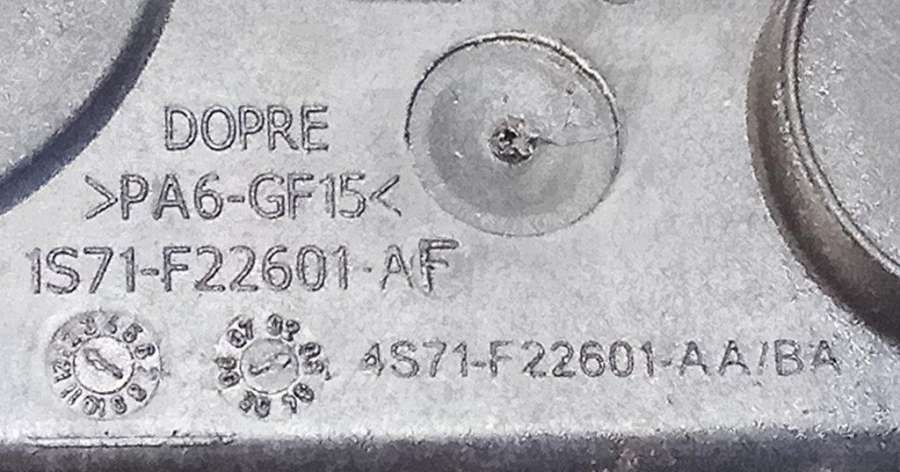 DOPRE
>PA6-GF15<
1S71-F22601-AF
4S71-F22601-AA/BA